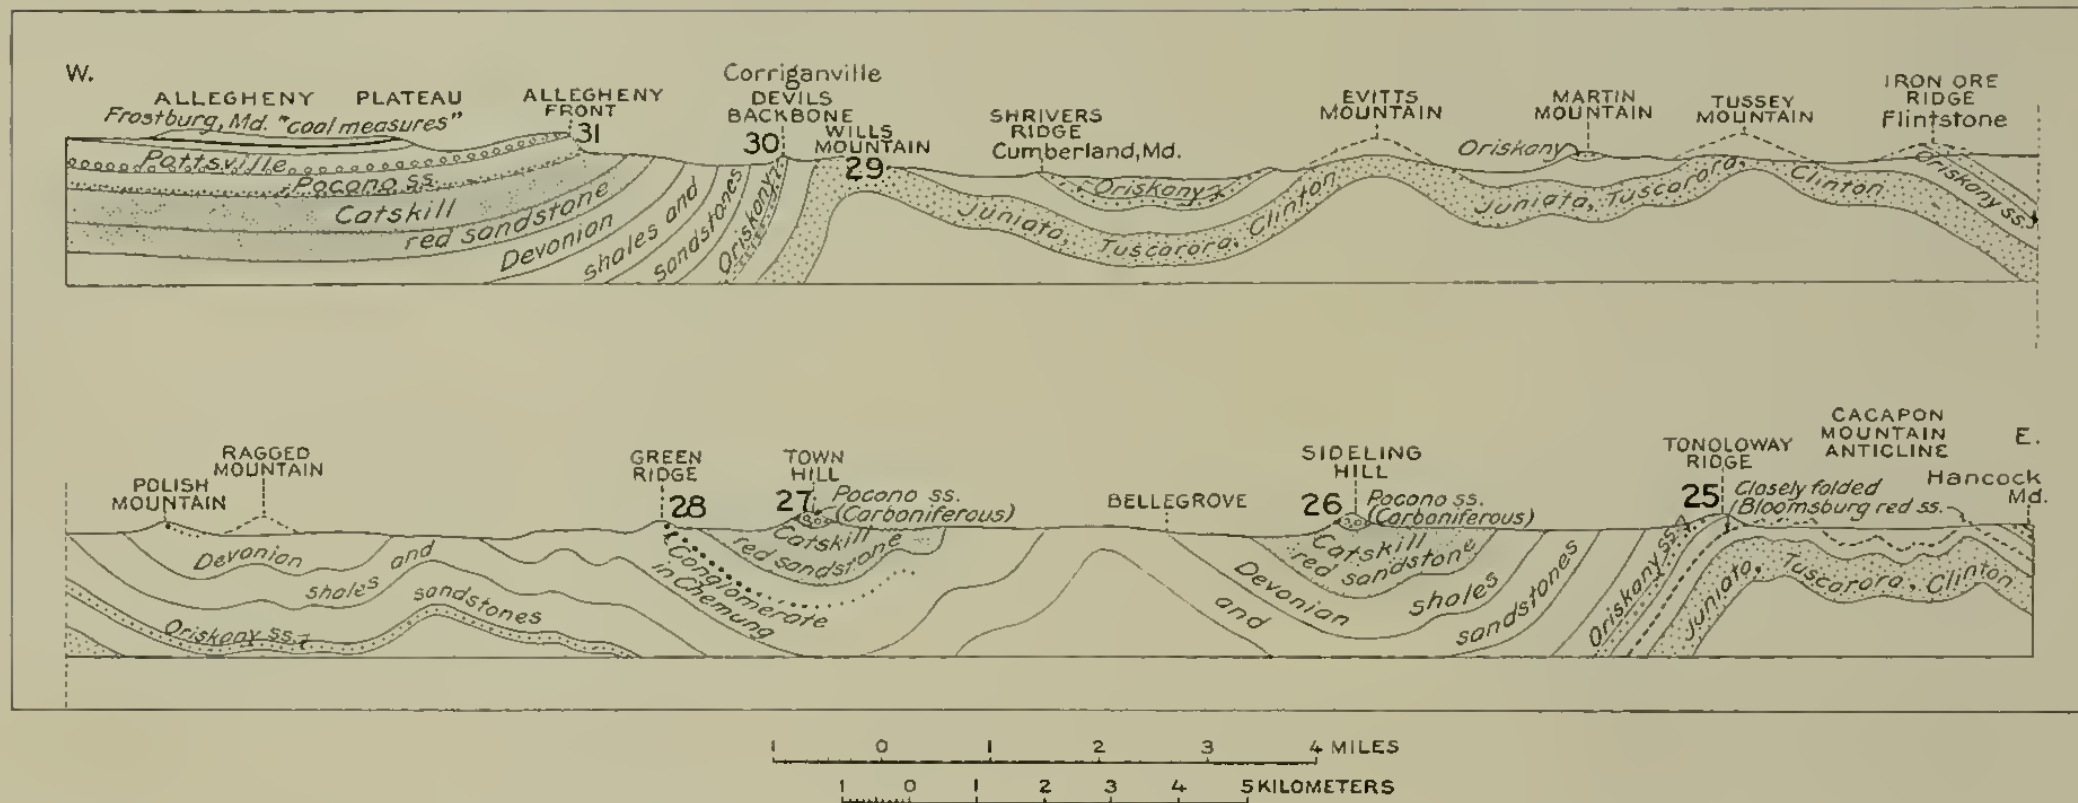 W.
ALLEGHENY PLATEAU
Frostburg, Md. "coal measures"
ALLEGHENY
FRONT
31
Corriganville
DEVILS
BACKBONE
30
WILLS
MOUNTAIN
29
SHRIVERS
RIDGE
Cumberland, Md.
EVITTS
MOUNTAIN
MARTIN
MOUNTAIN
TUSSEY
MOUNTAIN
IRON ORE
RIDGE
Flintstone
Pottsville
Pocono ss.
Catskill
red sandstone
Devonian
shales and
sandstones
Oriskany
Oriskany
Juniata, Tuscarora, Clinton
Oriskany
Juniata, Tuscarora, Clinton
Oriskany ss.
POLISH
MOUNTAIN
RAGGED
MOUNTAIN
GREEN
RIDGE
28
TOWN
HILL
27
Pocono ss.
(Carboniferous)
BELLEGROVE
SIDELING
HILL
26
Pocono ss.
(Carboniferous)
TONOLOWAY
RIDGE
25
CACAPON
MOUNTAIN
ANTICLINE
E.
Hancock
Md.
Closely folded
Bloomsburg red ss.
Devonian and
shales sandstones
Oriskany ss.
Conglomerate
in Chemung
Catskill
red sandstone
Catskill
red sandstone
Devonian shales
and sandstones
Oriskany ss.
Juniata, Tuscarora, Clinton
1 0 1 2 3 4 MILES
1 0 1 2 3 4 5 KILOMETERS